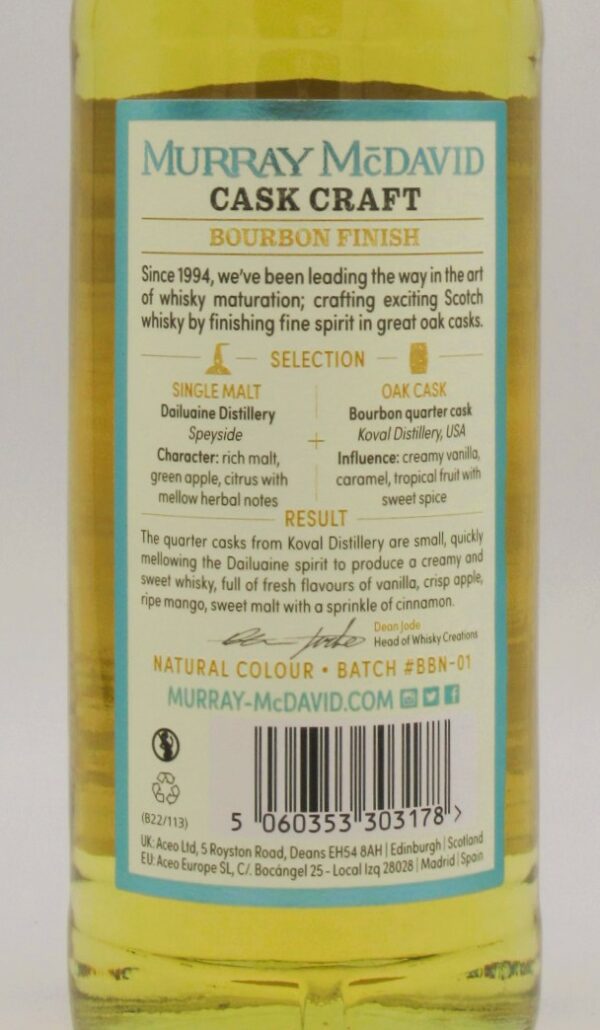 MURRAY McDAVID
CASK CRAFT
BOURBON FINISH
Since 1994, we've been leading the way in the art
of whisky maturation; crafting exciting Scotch
whisky by finishing fine spirit in great oak casks.
SELECTION
SINGLE MALT
Dailuaine Distillery
Speyside
Character: rich malt,
green apple, citrus with
mellow herbal notes
+
OAK CASK
Bourbon quarter cask
Koval Distillery, USA
Influence: creamy vanilla,
caramel, tropical fruit with
sweet spice
RESULT
The quarter casks from Koval Distillery are small, quickly
mellowing the Dailuaine spirit to produce a creamy and
sweet whisky, full of fresh flavours of vanilla, crisp apple,
ripe mango, sweet malt with a sprinkle of cinnamon.
Dean Jode
Head of Whisky Creations
NATURAL COLOUR • BATCH #BBN-01
MURRAY-McDAVID.COM
5 060353 303178 >
(B22/113)
UK: Aceo Ltd, 5 Royston Road, Deans EH54 8AH | Edinburgh | Scotland
EU: Aceo Europe SL, C/. Bocángel 25 - Local Izq 28028 | Madrid | Spain